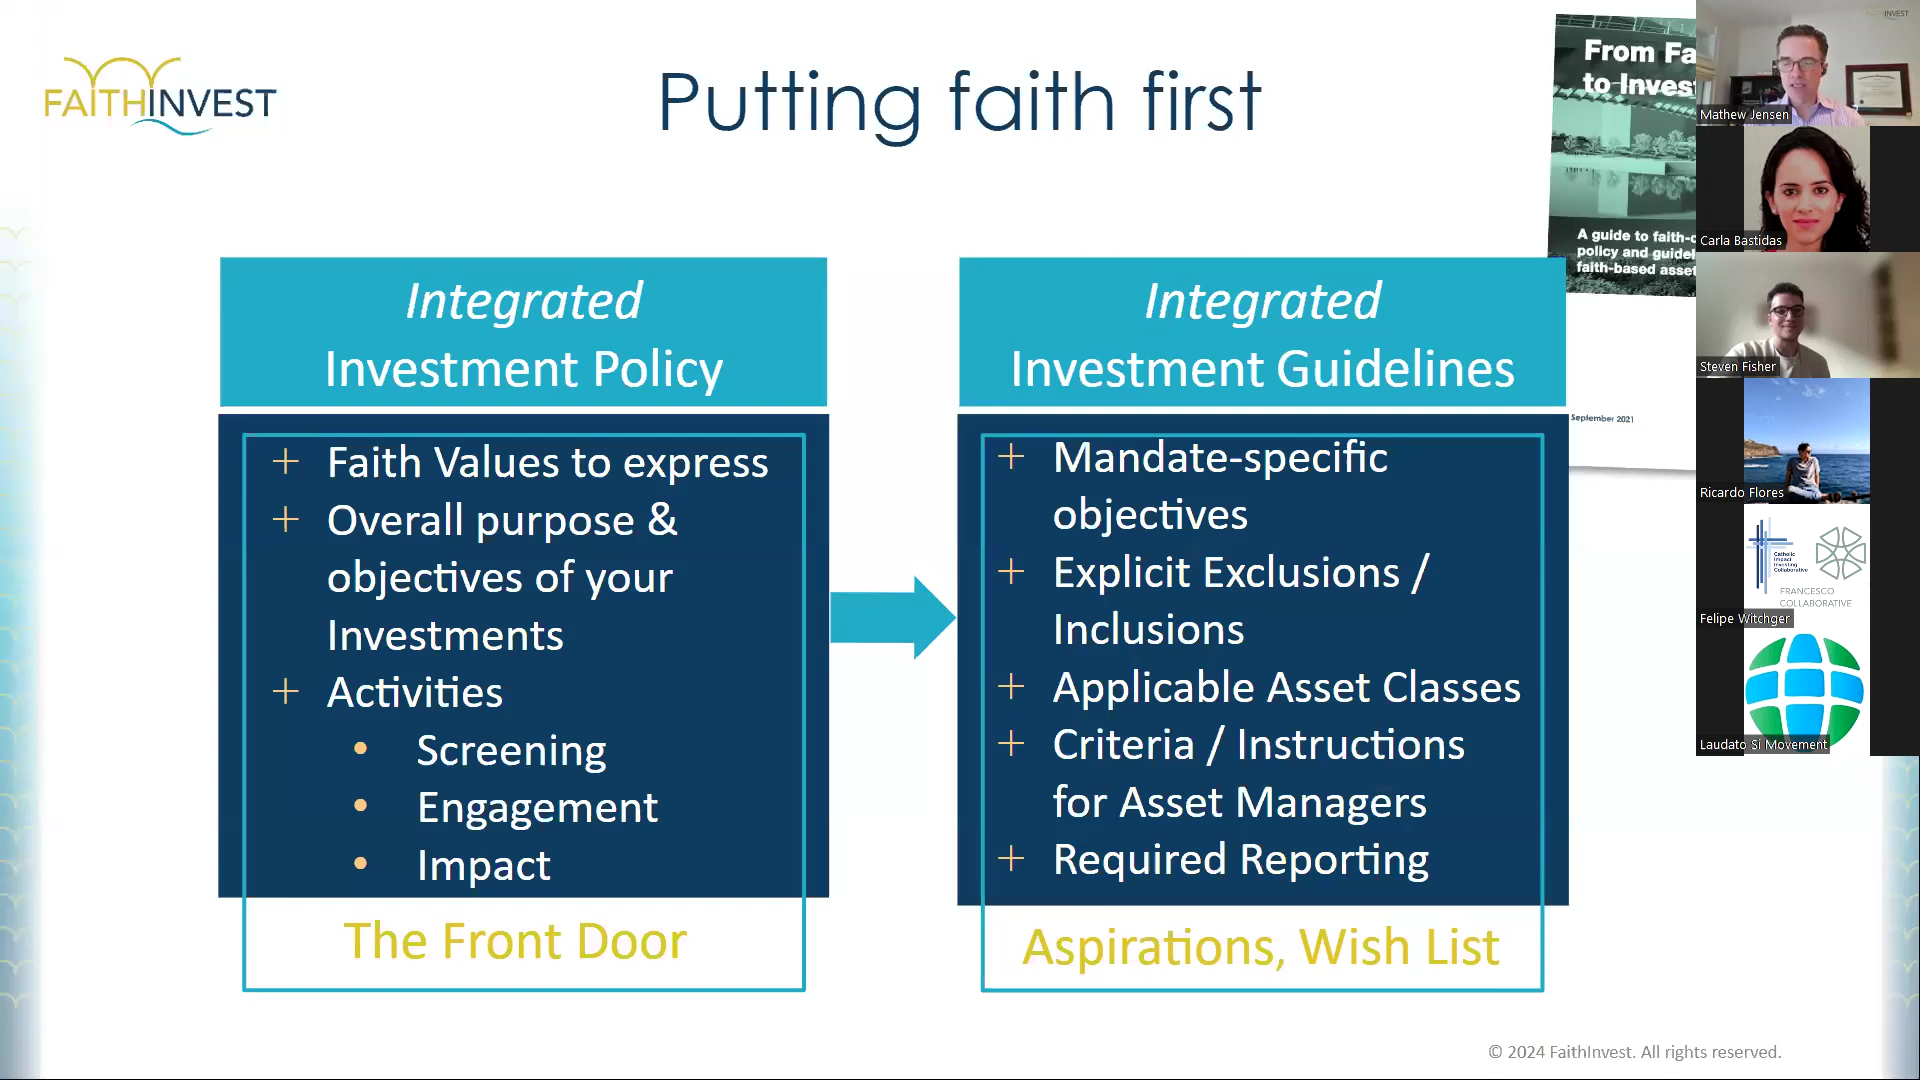 FAITHINVEST
Putting faith first
Integrated
Investment Policy
+ Faith Values to express
+ Overall purpose &
objectives of your
Investments
+ Activities
• Screening
• Engagement
• Impact
The Front Door
Integrated
Investment Guidelines
+ Mandate-specific
objectives
+ Explicit Exclusions /
Inclusions
+ Applicable Asset Classes
+ Criteria / Instructions
for Asset Managers
+ Required Reporting
Aspirations, Wish List
From Fa
to Inves
A guide to faith-c
policy and guidel
faith-based asset
September 2021
Mathew Jensen
Carla Bastidas
Steven Fisher
Ricardo Flores
Catholic
Impact
Investing
Collaborative
FRANCESCO
COLLABORATIVE
Felipe Witchger
Laudato Si Movement
© 2024 FaithInvest. All rights reserved.